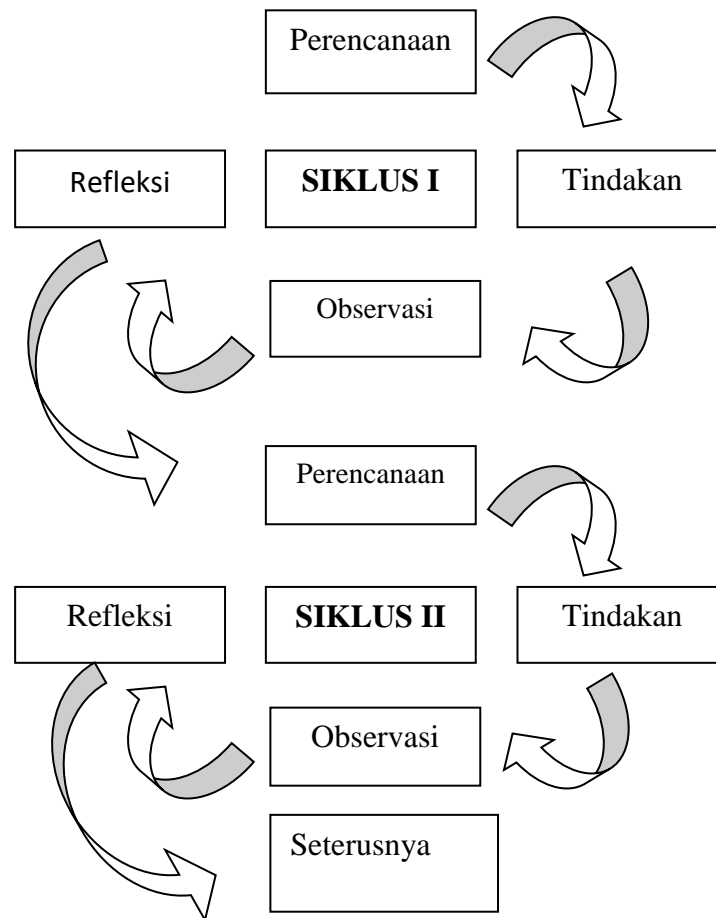 Perencanaan
Refleksi
SIKLUS I
Tindakan
Observasi
Perencanaan
Refleksi
SIKLUS II
Tindakan
Observasi
Seterusnya